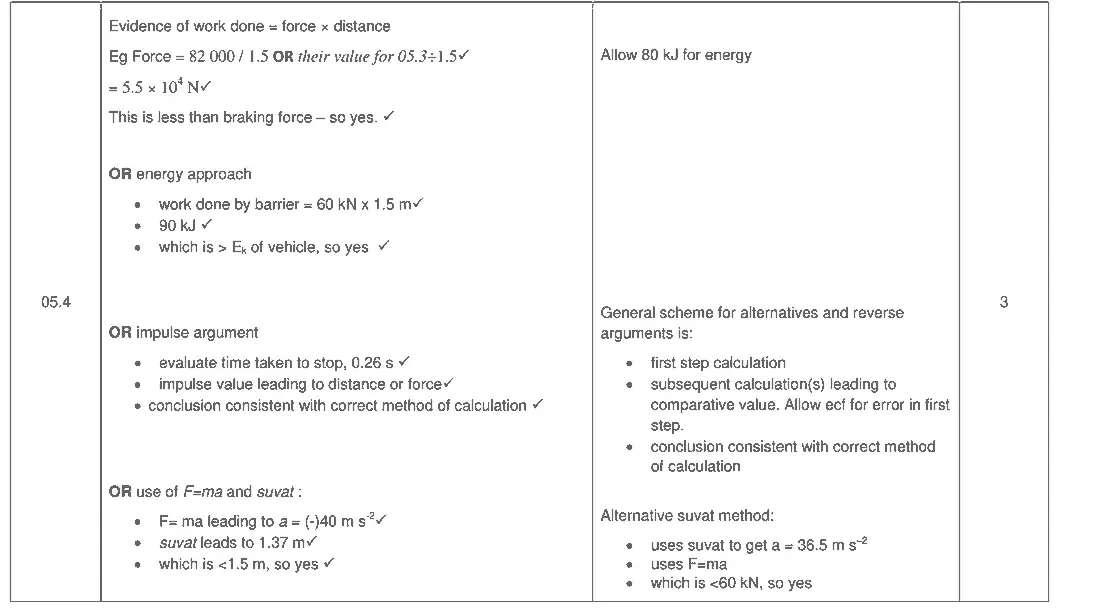 05.4
Evidence of work done = force × distance
Eg Force = 82 000 / 1.5 OR their value for 05.3÷1.5✓
= 5.5 × 10⁴ N✓
This is less than braking force – so yes. ✓
OR energy approach
• work done by barrier = 60 kN x 1.5 m✓
• 90 kJ ✓
• which is > Eₖ of vehicle, so yes ✓
OR impulse argument
• evaluate time taken to stop, 0.26 s ✓
• impulse value leading to distance or force✓
• conclusion consistent with correct method of calculation ✓
OR use of F=ma and suvat :
• F= ma leading to a = (-)40 m s⁻²✓
• suvat leads to 1.37 m✓
• which is <1.5 m, so yes ✓
Allow 80 kJ for energy
General scheme for alternatives and reverse
arguments is:
• first step calculation
• subsequent calculation(s) leading to
comparative value. Allow ecf for error in first
step.
• conclusion consistent with correct method
of calculation
Alternative suvat method:
• uses suvat to get a = 36.5 m s⁻²
• uses F=ma
• which is <60 kN, so yes
3